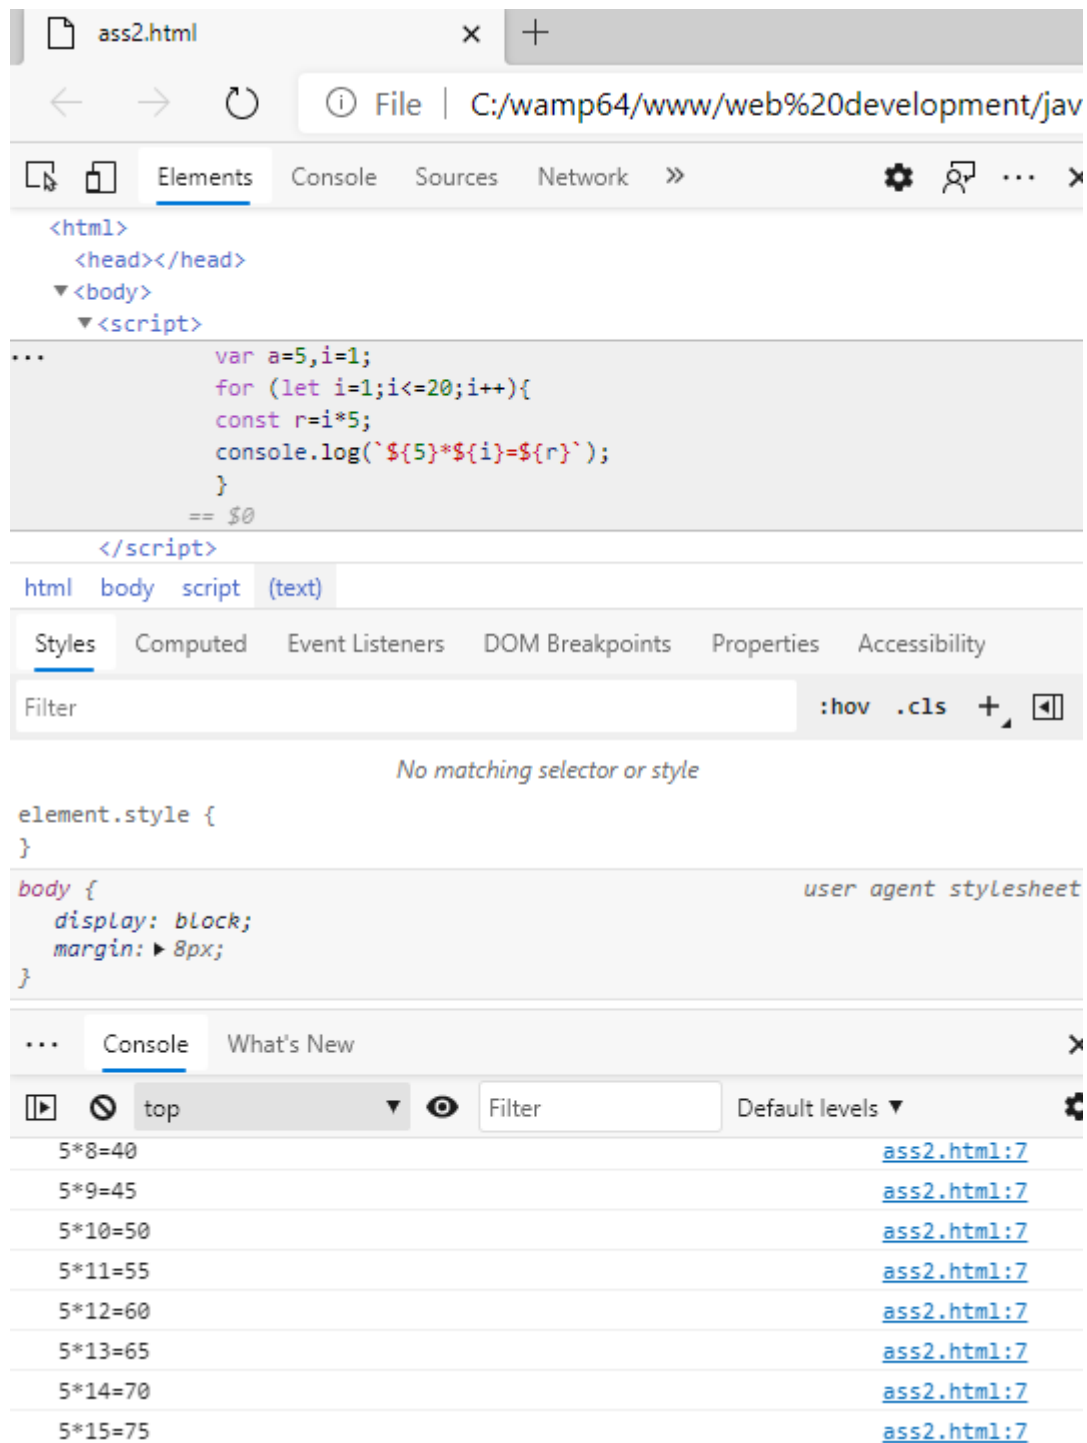 ass2.html
File | C:/wamp64/www/web%20development/jav
Elements Console Sources Network »
<html>
<head></head>
▼<body>
▼<script>
... var a=5,i=1;
for (let i=1;i<=20;i++){
const r=i*5;
console.log(`${5}*${i}=${r}`);
}
== $0
</script>
html body script (text)
Styles Computed Event Listeners DOM Breakpoints Properties Accessibility
Filter :hov .cls +
No matching selector or style
element.style {
}
body { user agent stylesheet
display: block;
margin: ▶ 8px;
}
... Console What's New
top ▼ Filter Default levels ▼
5*8=40 ass2.html:7
5*9=45 ass2.html:7
5*10=50 ass2.html:7
5*11=55 ass2.html:7
5*12=60 ass2.html:7
5*13=65 ass2.html:7
5*14=70 ass2.html:7
5*15=75 ass2.html:7